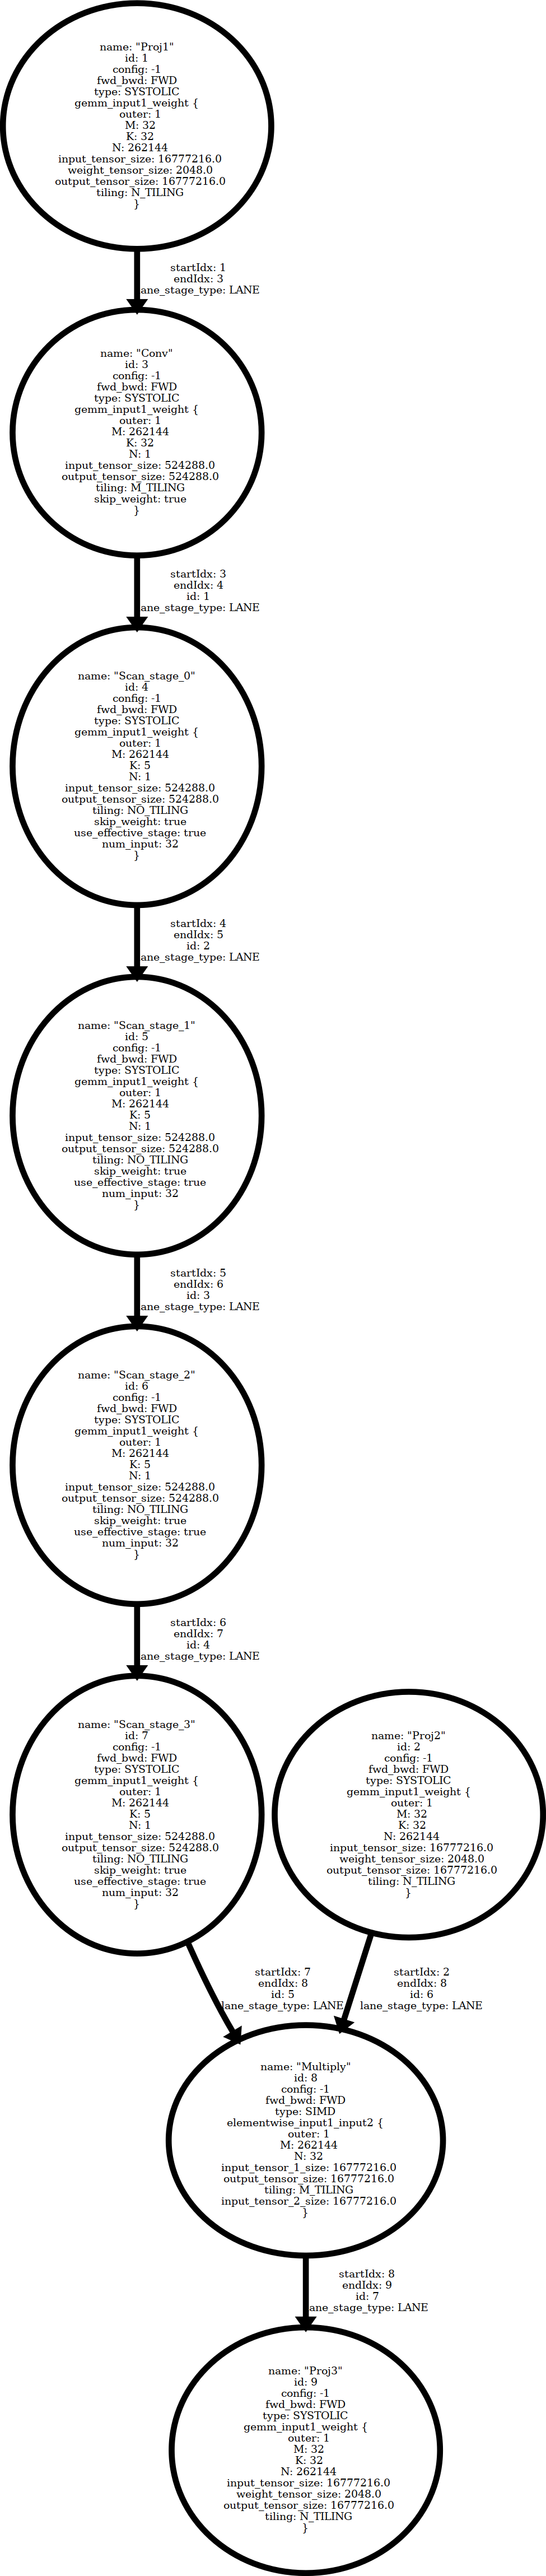 name: "Proj1"
id: 1
config: -1
fwd_bwd: FWD
type: SYSTOLIC
gemm_input1_weight {
outer: 1
M: 32
K: 32
N: 262144
input_tensor_size: 16777216.0
weight_tensor_size: 2048.0
output_tensor_size: 16777216.0
tiling: N_TILING
}
startIdx: 1
endIdx: 3
lane_stage_type: LANE
name: "Conv"
id: 3
config: -1
fwd_bwd: FWD
type: SYSTOLIC
gemm_input1_weight {
outer: 1
M: 262144
K: 32
N: 1
input_tensor_size: 524288.0
output_tensor_size: 524288.0
tiling: M_TILING
skip_weight: true
}
startIdx: 3
endIdx: 4
id: 1
lane_stage_type: LANE
name: "Scan_stage_0"
id: 4
config: -1
fwd_bwd: FWD
type: SYSTOLIC
gemm_input1_weight {
outer: 1
M: 262144
K: 5
N: 1
input_tensor_size: 524288.0
output_tensor_size: 524288.0
tiling: NO_TILING
skip_weight: true
use_effective_stage: true
num_input: 32
}
startIdx: 4
endIdx: 5
id: 2
lane_stage_type: LANE
name: "Scan_stage_1"
id: 5
config: -1
fwd_bwd: FWD
type: SYSTOLIC
gemm_input1_weight {
outer: 1
M: 262144
K: 5
N: 1
input_tensor_size: 524288.0
output_tensor_size: 524288.0
tiling: NO_TILING
skip_weight: true
use_effective_stage: true
num_input: 32
}
startIdx: 5
endIdx: 6
id: 3
lane_stage_type: LANE
name: "Scan_stage_2"
id: 6
config: -1
fwd_bwd: FWD
type: SYSTOLIC
gemm_input1_weight {
outer: 1
M: 262144
K: 5
N: 1
input_tensor_size: 524288.0
output_tensor_size: 524288.0
tiling: NO_TILING
skip_weight: true
use_effective_stage: true
num_input: 32
}
startIdx: 6
endIdx: 7
id: 4
lane_stage_type: LANE
name: "Scan_stage_3"
id: 7
config: -1
fwd_bwd: FWD
type: SYSTOLIC
gemm_input1_weight {
outer: 1
M: 262144
K: 5
N: 1
input_tensor_size: 524288.0
output_tensor_size: 524288.0
tiling: NO_TILING
skip_weight: true
use_effective_stage: true
num_input: 32
}
name: "Proj2"
id: 2
config: -1
fwd_bwd: FWD
type: SYSTOLIC
gemm_input1_weight {
outer: 1
M: 32
K: 32
N: 262144
input_tensor_size: 16777216.0
weight_tensor_size: 2048.0
output_tensor_size: 16777216.0
tiling: N_TILING
}
startIdx: 7
endIdx: 8
id: 5
lane_stage_type: LANE
startIdx: 2
endIdx: 8
id: 6
lane_stage_type: LANE
name: "Multiply"
id: 8
config: -1
fwd_bwd: FWD
type: SIMD
elementwise_input1_input2 {
outer: 1
M: 262144
N: 32
input_tensor_1_size: 16777216.0
output_tensor_size: 16777216.0
tiling: M_TILING
input_tensor_2_size: 16777216.0
}
startIdx: 8
endIdx: 9
id: 7
lane_stage_type: LANE
name: "Proj3"
id: 9
config: -1
fwd_bwd: FWD
type: SYSTOLIC
gemm_input1_weight {
outer: 1
M: 32
K: 32
N: 262144
input_tensor_size: 16777216.0
weight_tensor_size: 2048.0
output_tensor_size: 16777216.0
tiling: N_TILING
}